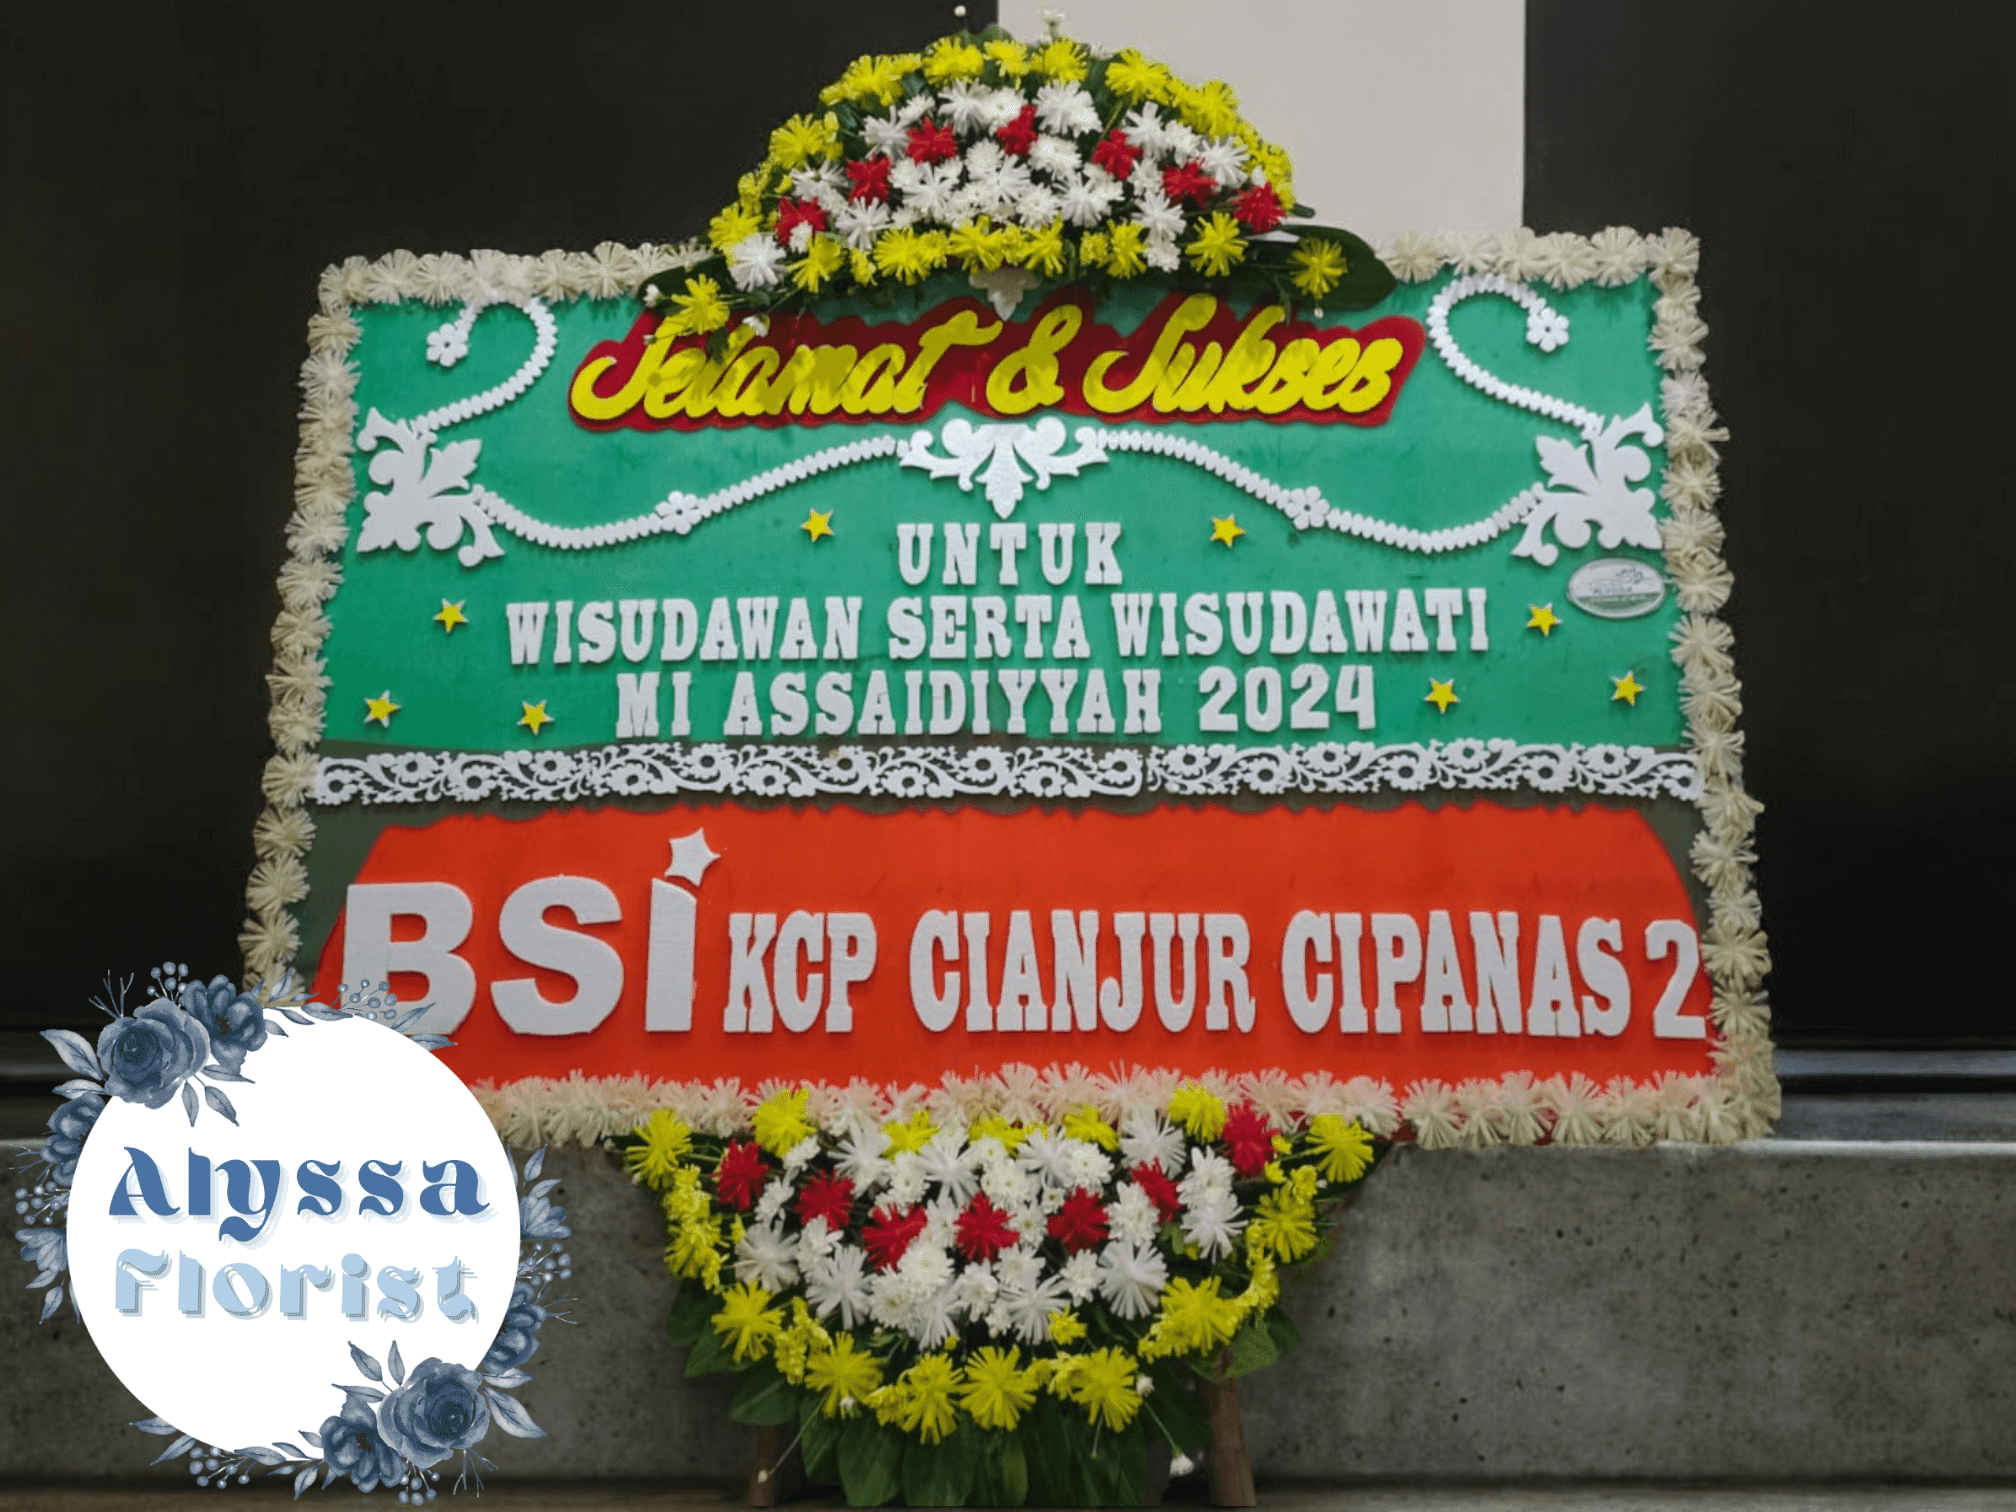 Selamat & Sukses
UNTUK
WISUDAWAN SERTA WISUDAWATI
MI ASSAIDIYYAH 2024
BSI KCP CIANJUR CIPANAS 2
Alyssa
Florist